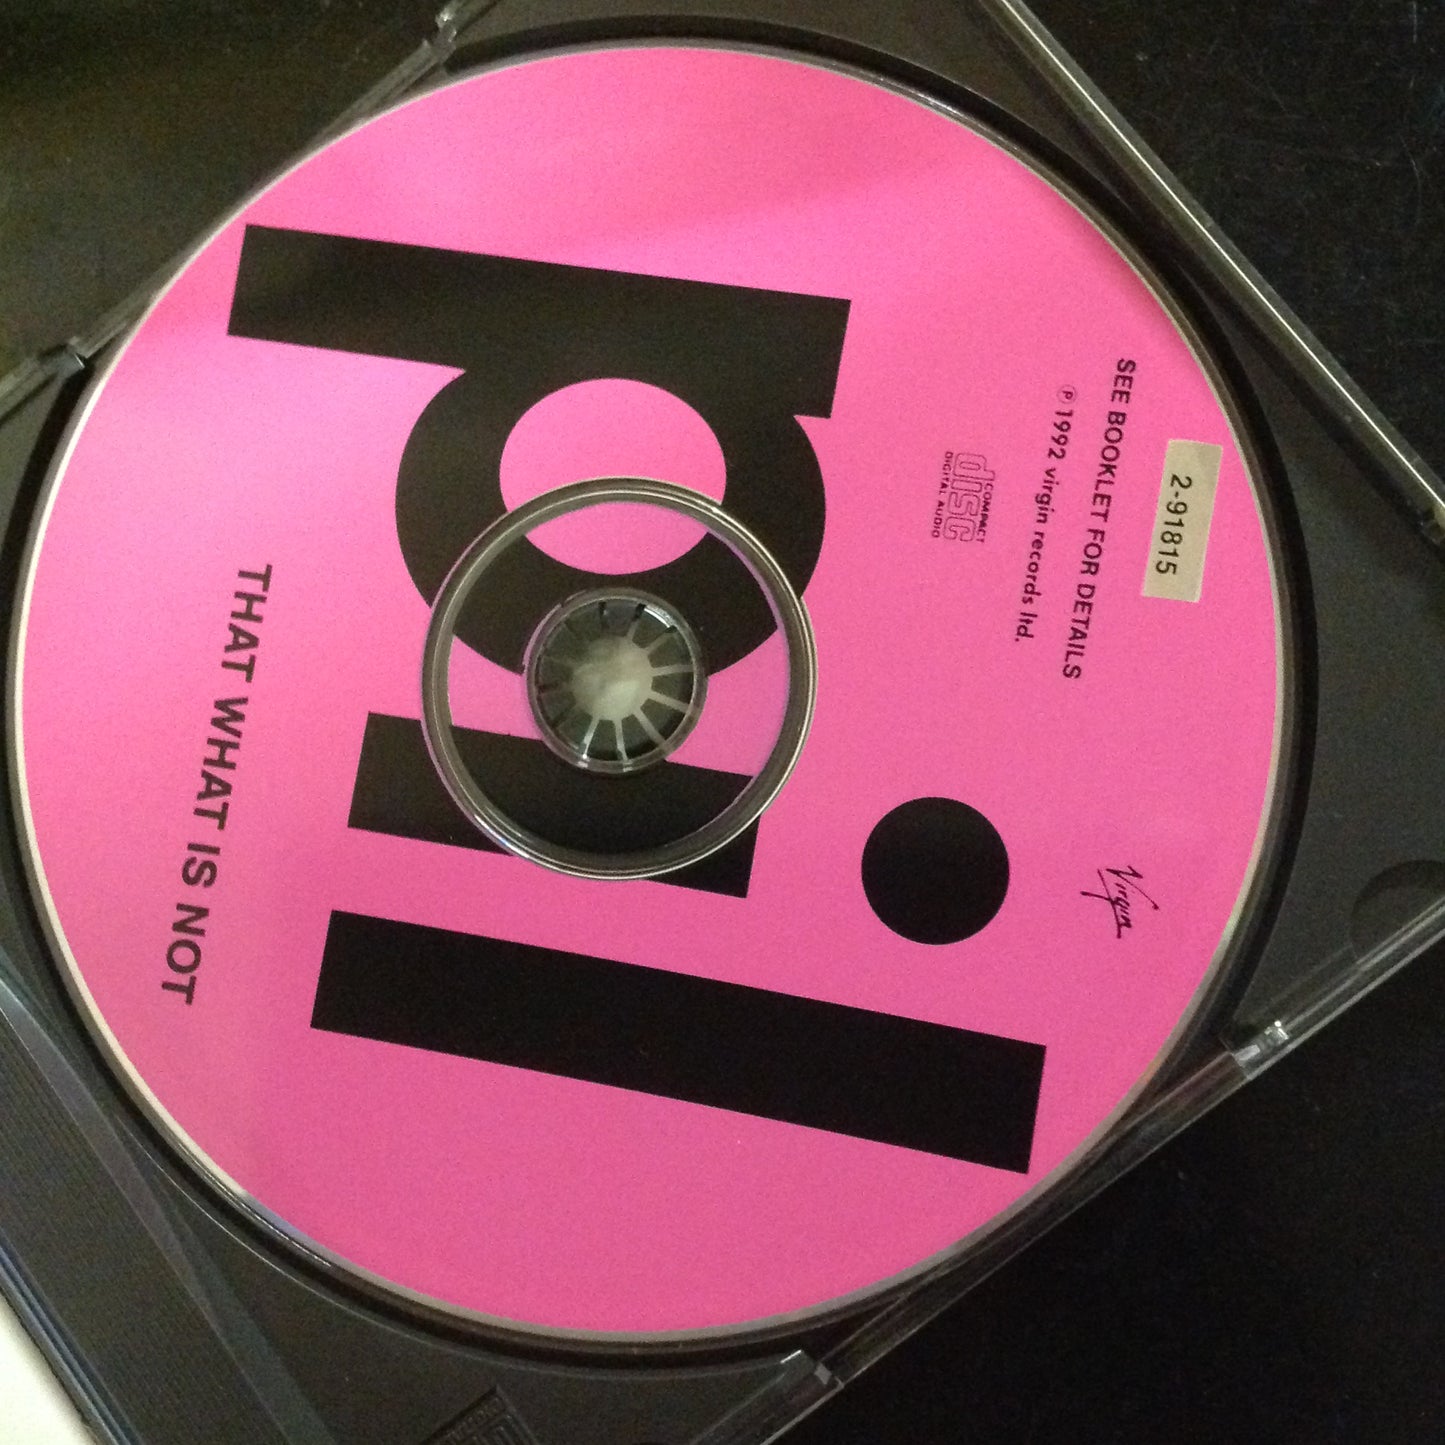 2-91815
SEE BOOKLET FOR DETAILS
℗ 1992 virgin records ltd.
Virgin
COMPACT
disc
DIGITAL AUDIO
pil
THAT WHAT IS NOT